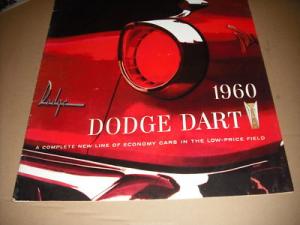 Dodge
1960
DODGE DART
A COMPLETE NEW LINE OF ECONOMY CARS IN THE LOW-PRICE FIELD